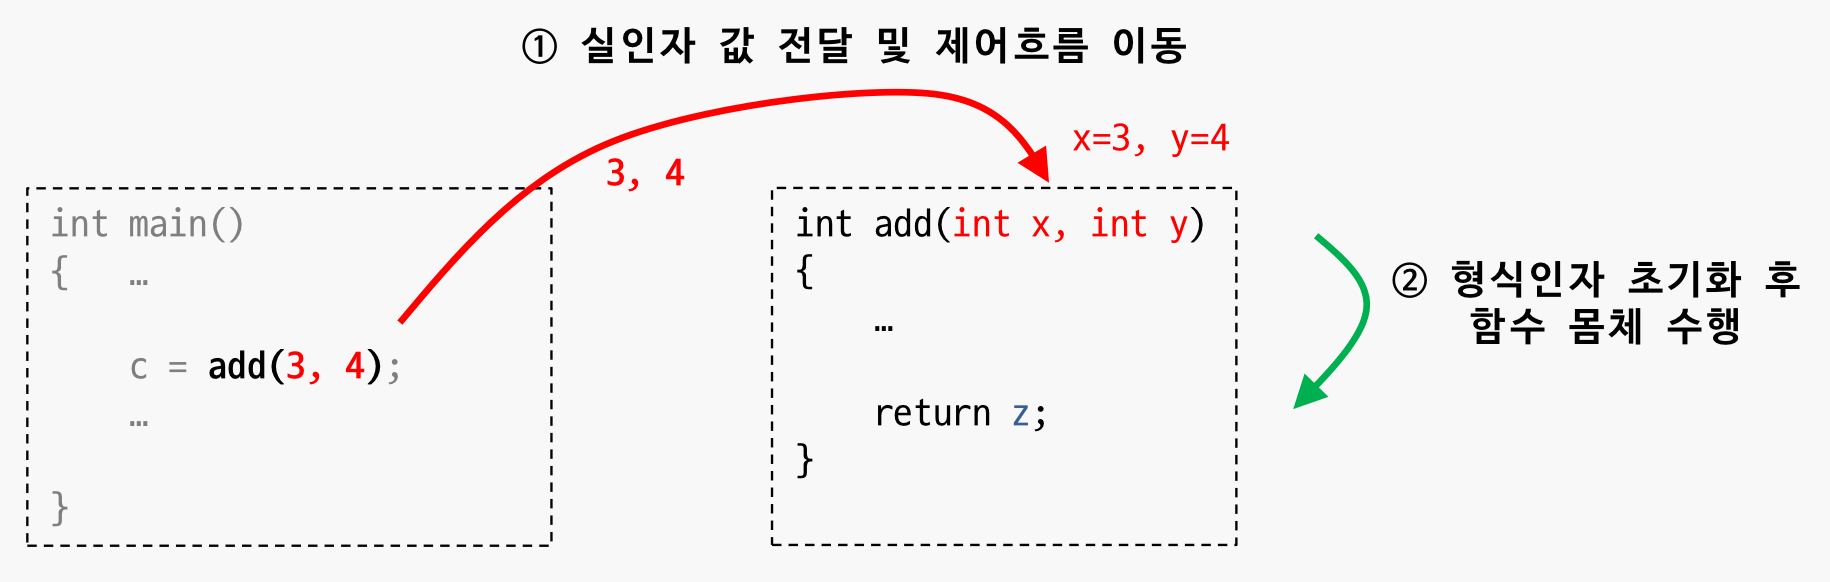 ① 실인자 값 전달 및 제어흐름 이동
x=3, y=4
3, 4
int main()
{ …
c = add(3, 4);
…
}
int add(int x, int y)
{
…
return z;
}
② 형식인자 초기화 후
함수 몸체 수행